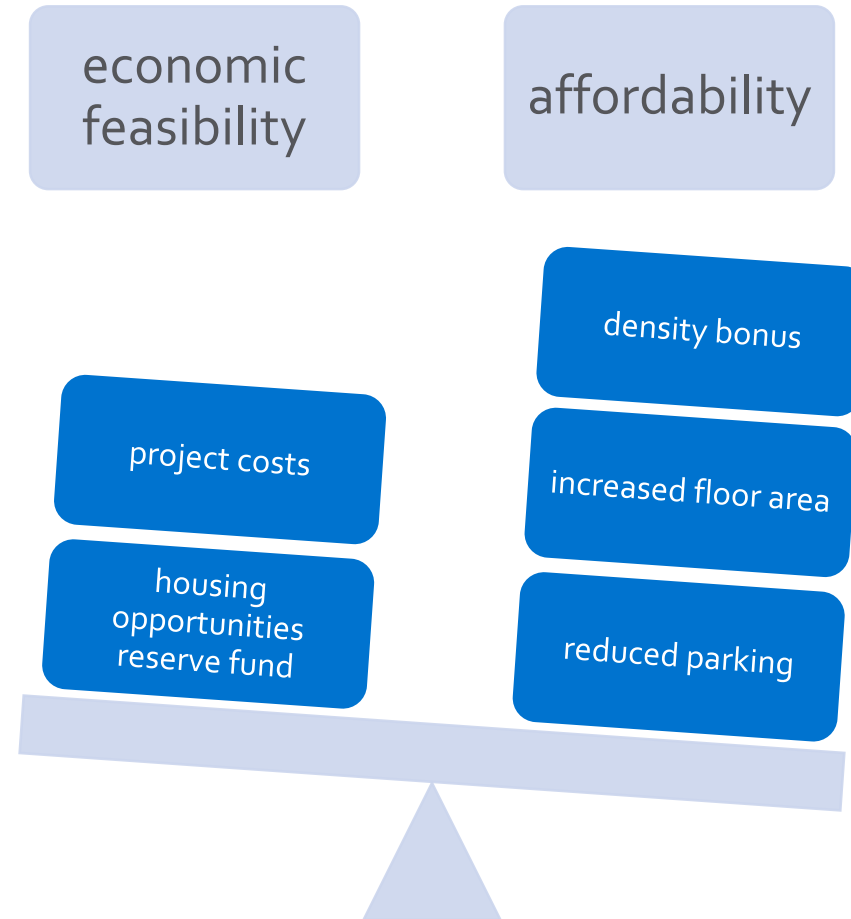 economic
feasibility
affordability
project costs
housing
opportunities
reserve fund
density bonus
increased floor area
reduced parking